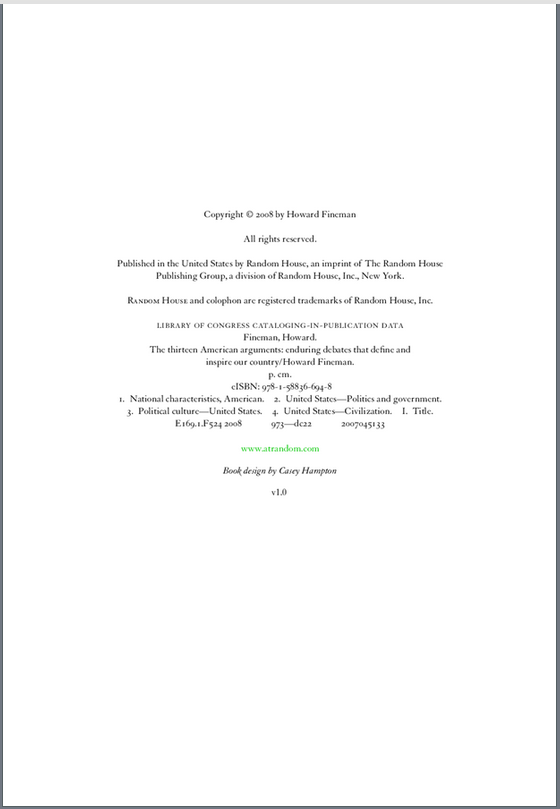 Copyright © 2008 by Howard Fineman
All rights reserved.
Published in the United States by Random House, an imprint of The Random House
Publishing Group, a division of Random House, Inc., New York.
Random House and colophon are registered trademarks of Random House, Inc.
LIBRARY OF CONGRESS CATALOGING-IN-PUBLICATION DATA
Fineman, Howard.
The thirteen American arguments: enduring debates that define and
inspire our country/Howard Fineman.
p. cm.
eISBN: 978-1-58836-694-8
1. National characteristics, American. 2. United States—Politics and government.
3. Political culture—United States. 4. United States—Civilization. I. Title.
E169.1.F524 2008 973—dc22 2007045133
www.atrandom.com
Book design by Casey Hampton
v1.0